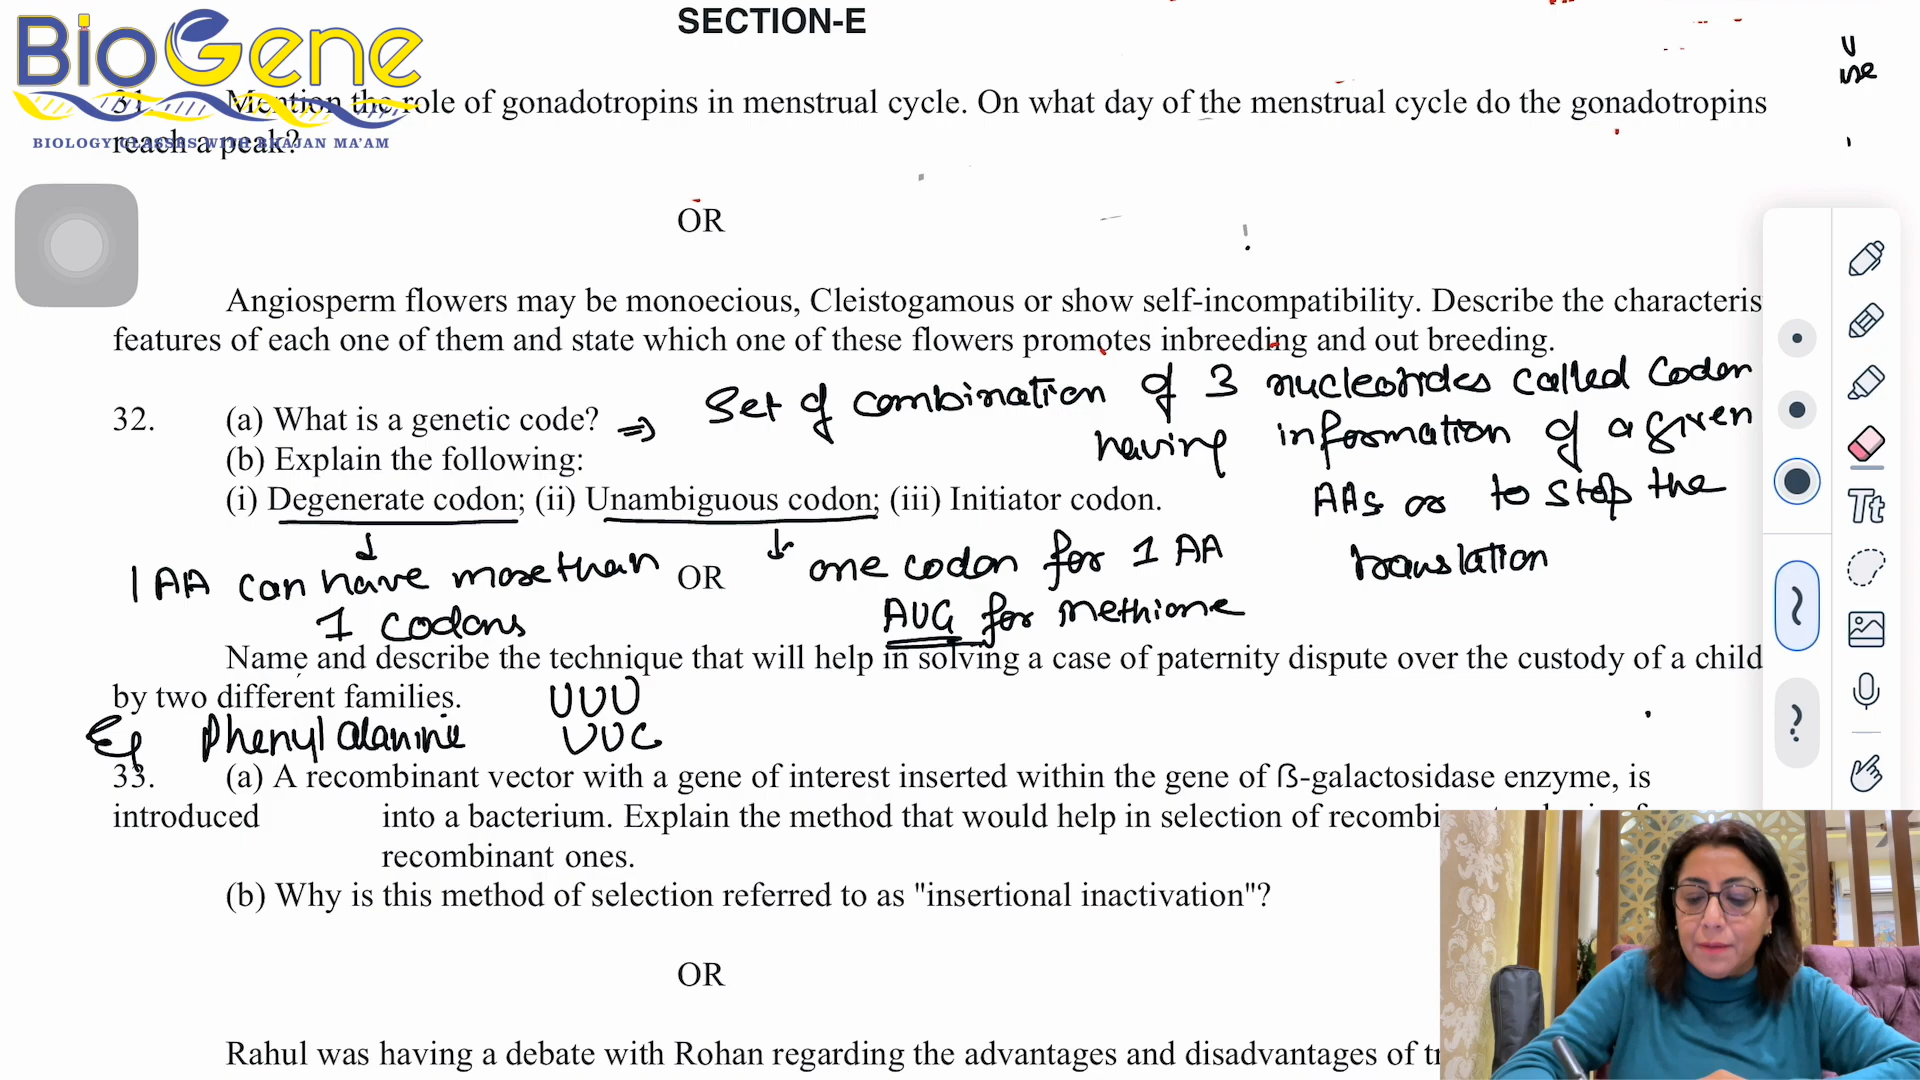 SECTION-E
BioGene
BIOLOGY CLASSES WITH BHAJAN MA'AM
31. Mention the role of gonadotropins in menstrual cycle. On what day of the menstrual cycle do the gonadotropins
reach a peak?
OR
Angiosperm flowers may be monoecious, Cleistogamous or show self-incompatibility. Describe the characteris
features of each one of them and state which one of these flowers promotes inbreeding and out breeding.
32. (a) What is a genetic code? ⇒ Set of combination of 3 nucleotides called Codon
having information of a given
AAs or to stop the
translation
(b) Explain the following:
(i) Degenerate codon; (ii) Unambiguous codon; (iii) Initiator codon.
1 AA can have more than
1 codons
OR
one codon for 1 AA
AUG for methione
Name and describe the technique that will help in solving a case of paternity dispute over the custody of a child
by two different families.
Eg Phenyl alanine UUU
UUC
33. (a) A recombinant vector with a gene of interest inserted within the gene of ß-galactosidase enzyme, is
introduced into a bacterium. Explain the method that would help in selection of recombi
recombinant ones.
(b) Why is this method of selection referred to as "insertional inactivation"?
OR
Rahul was having a debate with Rohan regarding the advantages and disadvantages of tr
Tt
?